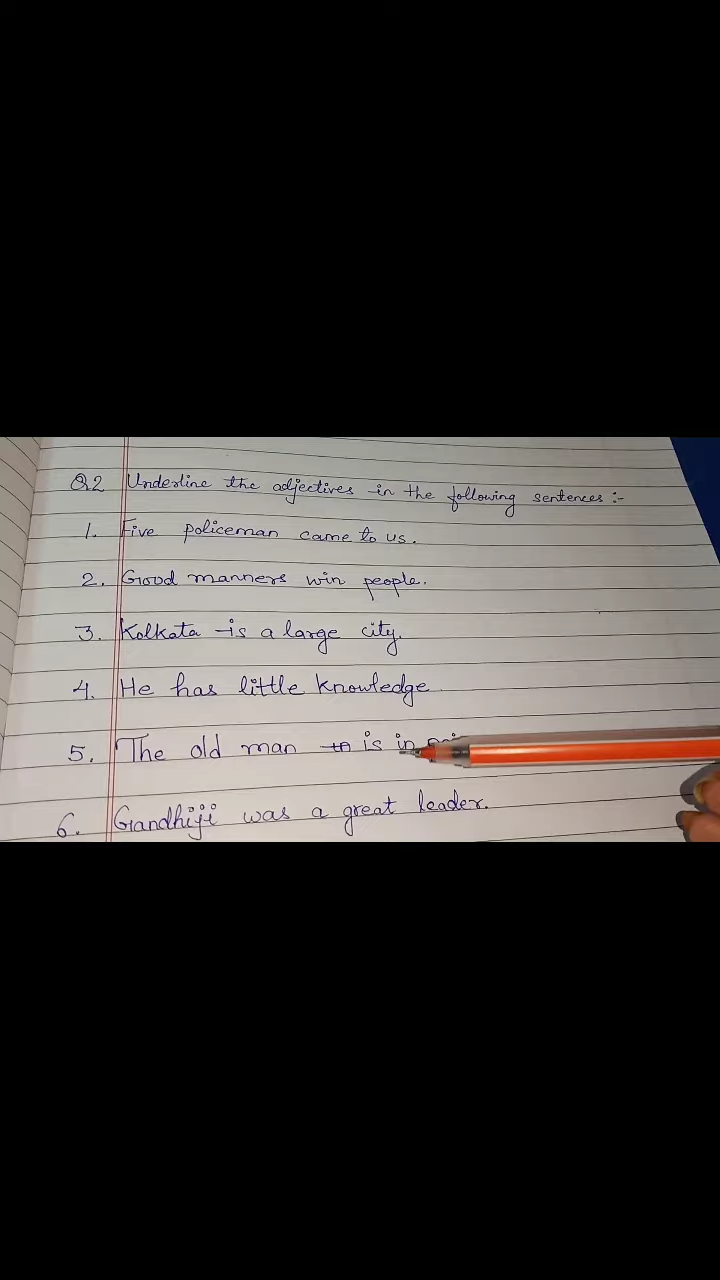 Q2 Underline the adjectives in the following sentences :-
1. Five policeman came to us.
2. Good manners win people.
3. Kolkata is a large city.
4. He has little knowledge.
5. The old man is in
6. Gandhiji was a great leader.